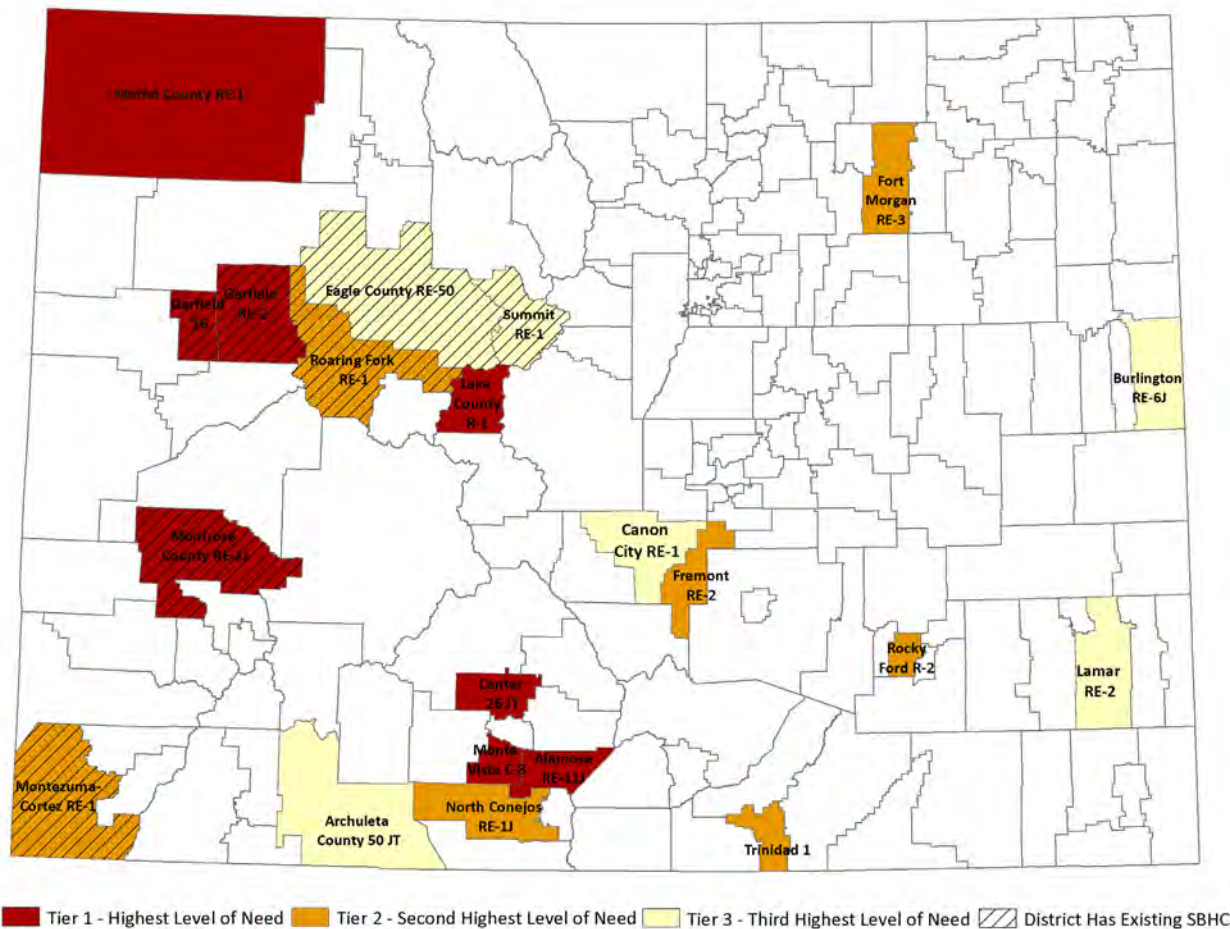 Moffat County RE:1
Fort
Morgan
RE-3
Eagle County RE-50
Garfield
16
Garfield
RE-2
Summit
RE-1
Roaring Fork
RE-1
Lake
County
R-1
Burlington
RE-6J
Montrose
County RE-1J
Canon
City RE-1
Fremont
RE-2
Rocky
Ford R-2
Lamar
RE-2
Center
26 JT
Monte
Vista C-8
Alamosa
RE-11J
Montezuma-
Cortez RE-1
Archuleta
County 50 JT
North Conejos
RE-1J
Trinidad 1
Tier 1 - Highest Level of Need
Tier 2 - Second Highest Level of Need
Tier 3 - Third Highest Level of Need
District Has Existing SBHC